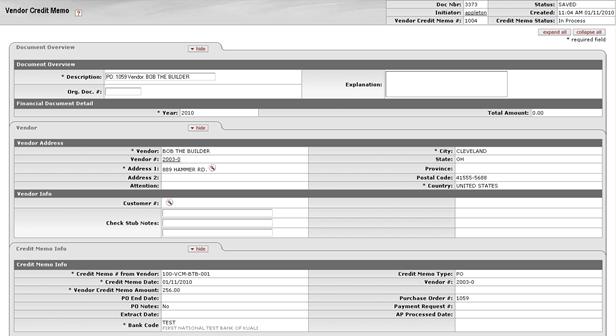 Vendor Credit Memo ?
Doc Nbr: 3373 Status: SAVED
Initiator: appleton Created: 11:04 AM 01/11/2010
Vendor Credit Memo #: 1004 Credit Memo Status: In Process
expand all collapse all
* required field
Document Overview hide
Document Overview
* Description: PO: 1059 Vendor: BOB THE BUILDER Explanation:
Org. Doc. #:
Financial Document Detail
* Year: 2010 Total Amount: 0.00
Vendor hide
Vendor Address
* Vendor: BOB THE BUILDER * City: CLEVELAND
Vendor #: 2003-0 State: OH
* Address 1: 889 HAMMER RD. Province:
Address 2: Postal Code: 41555-5688
Attention: * Country: UNITED STATES
Vendor Info
Customer #:
Check Stub Notes:
Credit Memo Info hide
Credit Memo Info
* Credit Memo # from Vendor: 100-VCM-BTB-001 Credit Memo Type: PO
* Credit Memo Date: 01/11/2010 Vendor #: 2003-0
* Vendor Credit Memo Amount: 256.00
PO End Date: Purchase Order #: 1059
PO Notes: No Payment Request #:
Extract Date: AP Processed Date:
* Bank Code TEST
FIRST NATIONAL TEST BANK OF KUALI